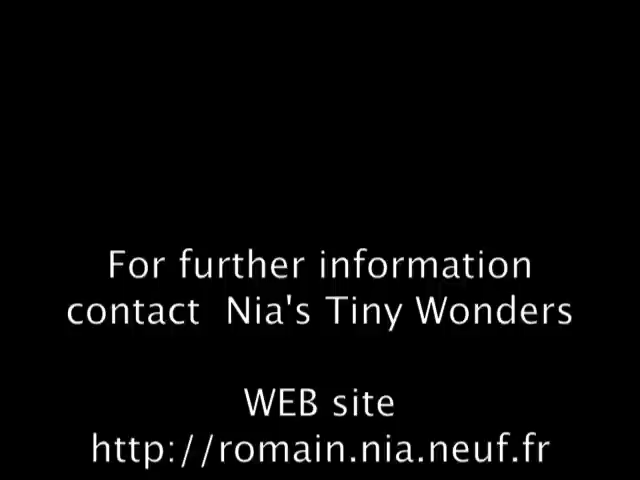 For further information
contact  Nia's Tiny Wonders
WEB site
http://romain.nia.neuf.fr